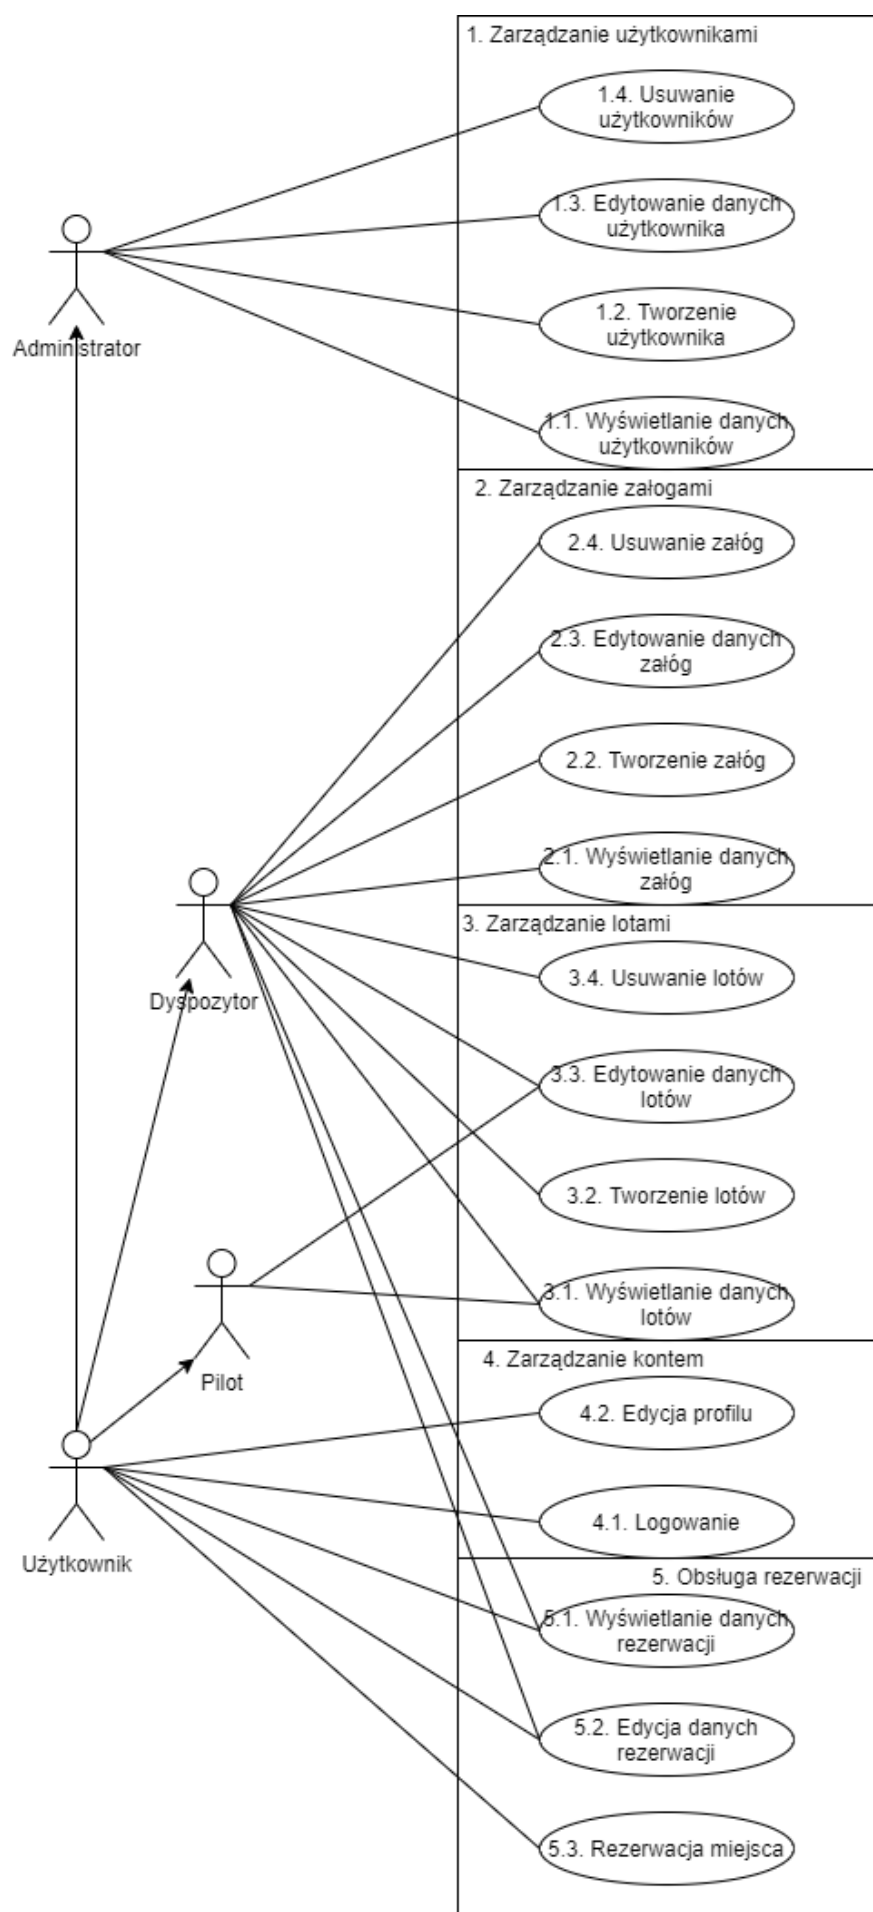 1. Zarządzanie użytkownikami
1.4. Usuwanie
użytkowników
1.3. Edytowanie danych
użytkownika
1.2. Tworzenie
użytkownika
Administrator
1.1. Wyświetlanie danych
użytkowników
2. Zarządzanie załogami
2.4. Usuwanie załóg
2.3. Edytowanie danych
załóg
2.2. Tworzenie załóg
2.1. Wyświetlanie danych
załóg
3. Zarządzanie lotami
3.4. Usuwanie lotów
Dyspozytor
3.3. Edytowanie danych
lotów
3.2. Tworzenie lotów
3.1. Wyświetlanie danych
lotów
4. Zarządzanie kontem
Pilot
4.2. Edycja profilu
4.1. Logowanie
Użytkownik
5. Obsługa rezerwacji
5.1. Wyświetlanie danych
rezerwacji
5.2. Edycja danych
rezerwacji
5.3. Rezerwacja miejsca